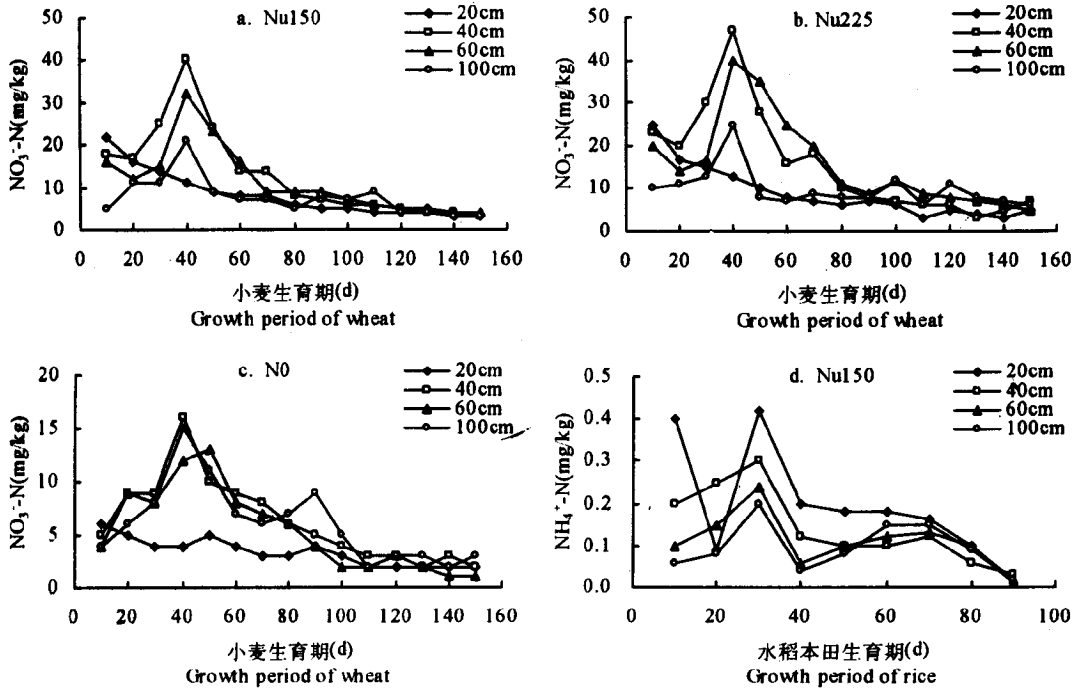 a. Nu150
20cm
40cm
60cm
100cm
NO₃⁻-N(mg/kg)
50
40
30
20
10
0
0 20 40 60 80 100 120 140 160
小麦生育期(d)
Growth period of wheat
b. Nu225
20cm
40cm
60cm
100cm
NO₃⁻-N(mg/kg)
50
40
30
20
10
0
0 20 40 60 80 100 120 140 160
小麦生育期(d)
Growth period of wheat
c. N0
20cm
40cm
60cm
100cm
NO₃⁻-N(mg/kg)
20
15
10
5
0
0 20 40 60 80 100 120 140 160
小麦生育期(d)
Growth period of wheat
d. Nu150
20cm
40cm
60cm
100cm
NH₄⁺-N(mg/kg)
0.5
0.4
0.3
0.2
0.1
0.0
0 20 40 60 80 100
水稻本田生育期(d)
Growth period of rice